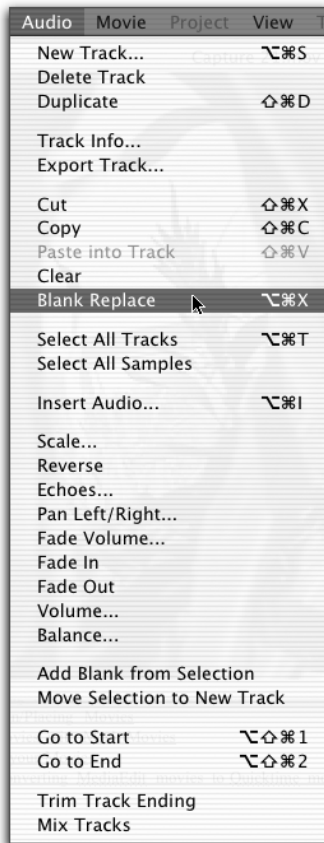 Audio Movie Project View
New Track... ⌥⌘S
Delete Track
Duplicate ⇧⌘D
Track Info...
Export Track...
Cut ⇧⌘X
Copy ⇧⌘C
Paste into Track ⇧⌘V
Clear
Blank Replace ⌥⌘X
Select All Tracks ⌥⌘T
Select All Samples
Insert Audio... ⌥⌘I
Scale...
Reverse
Echoes...
Pan Left/Right...
Fade Volume...
Fade In
Fade Out
Volume...
Balance...
Add Blank from Selection
Move Selection to New Track
Go to Start ⌥⇧⌘1
Go to End ⌥⇧⌘2
Trim Track Ending
Mix Tracks